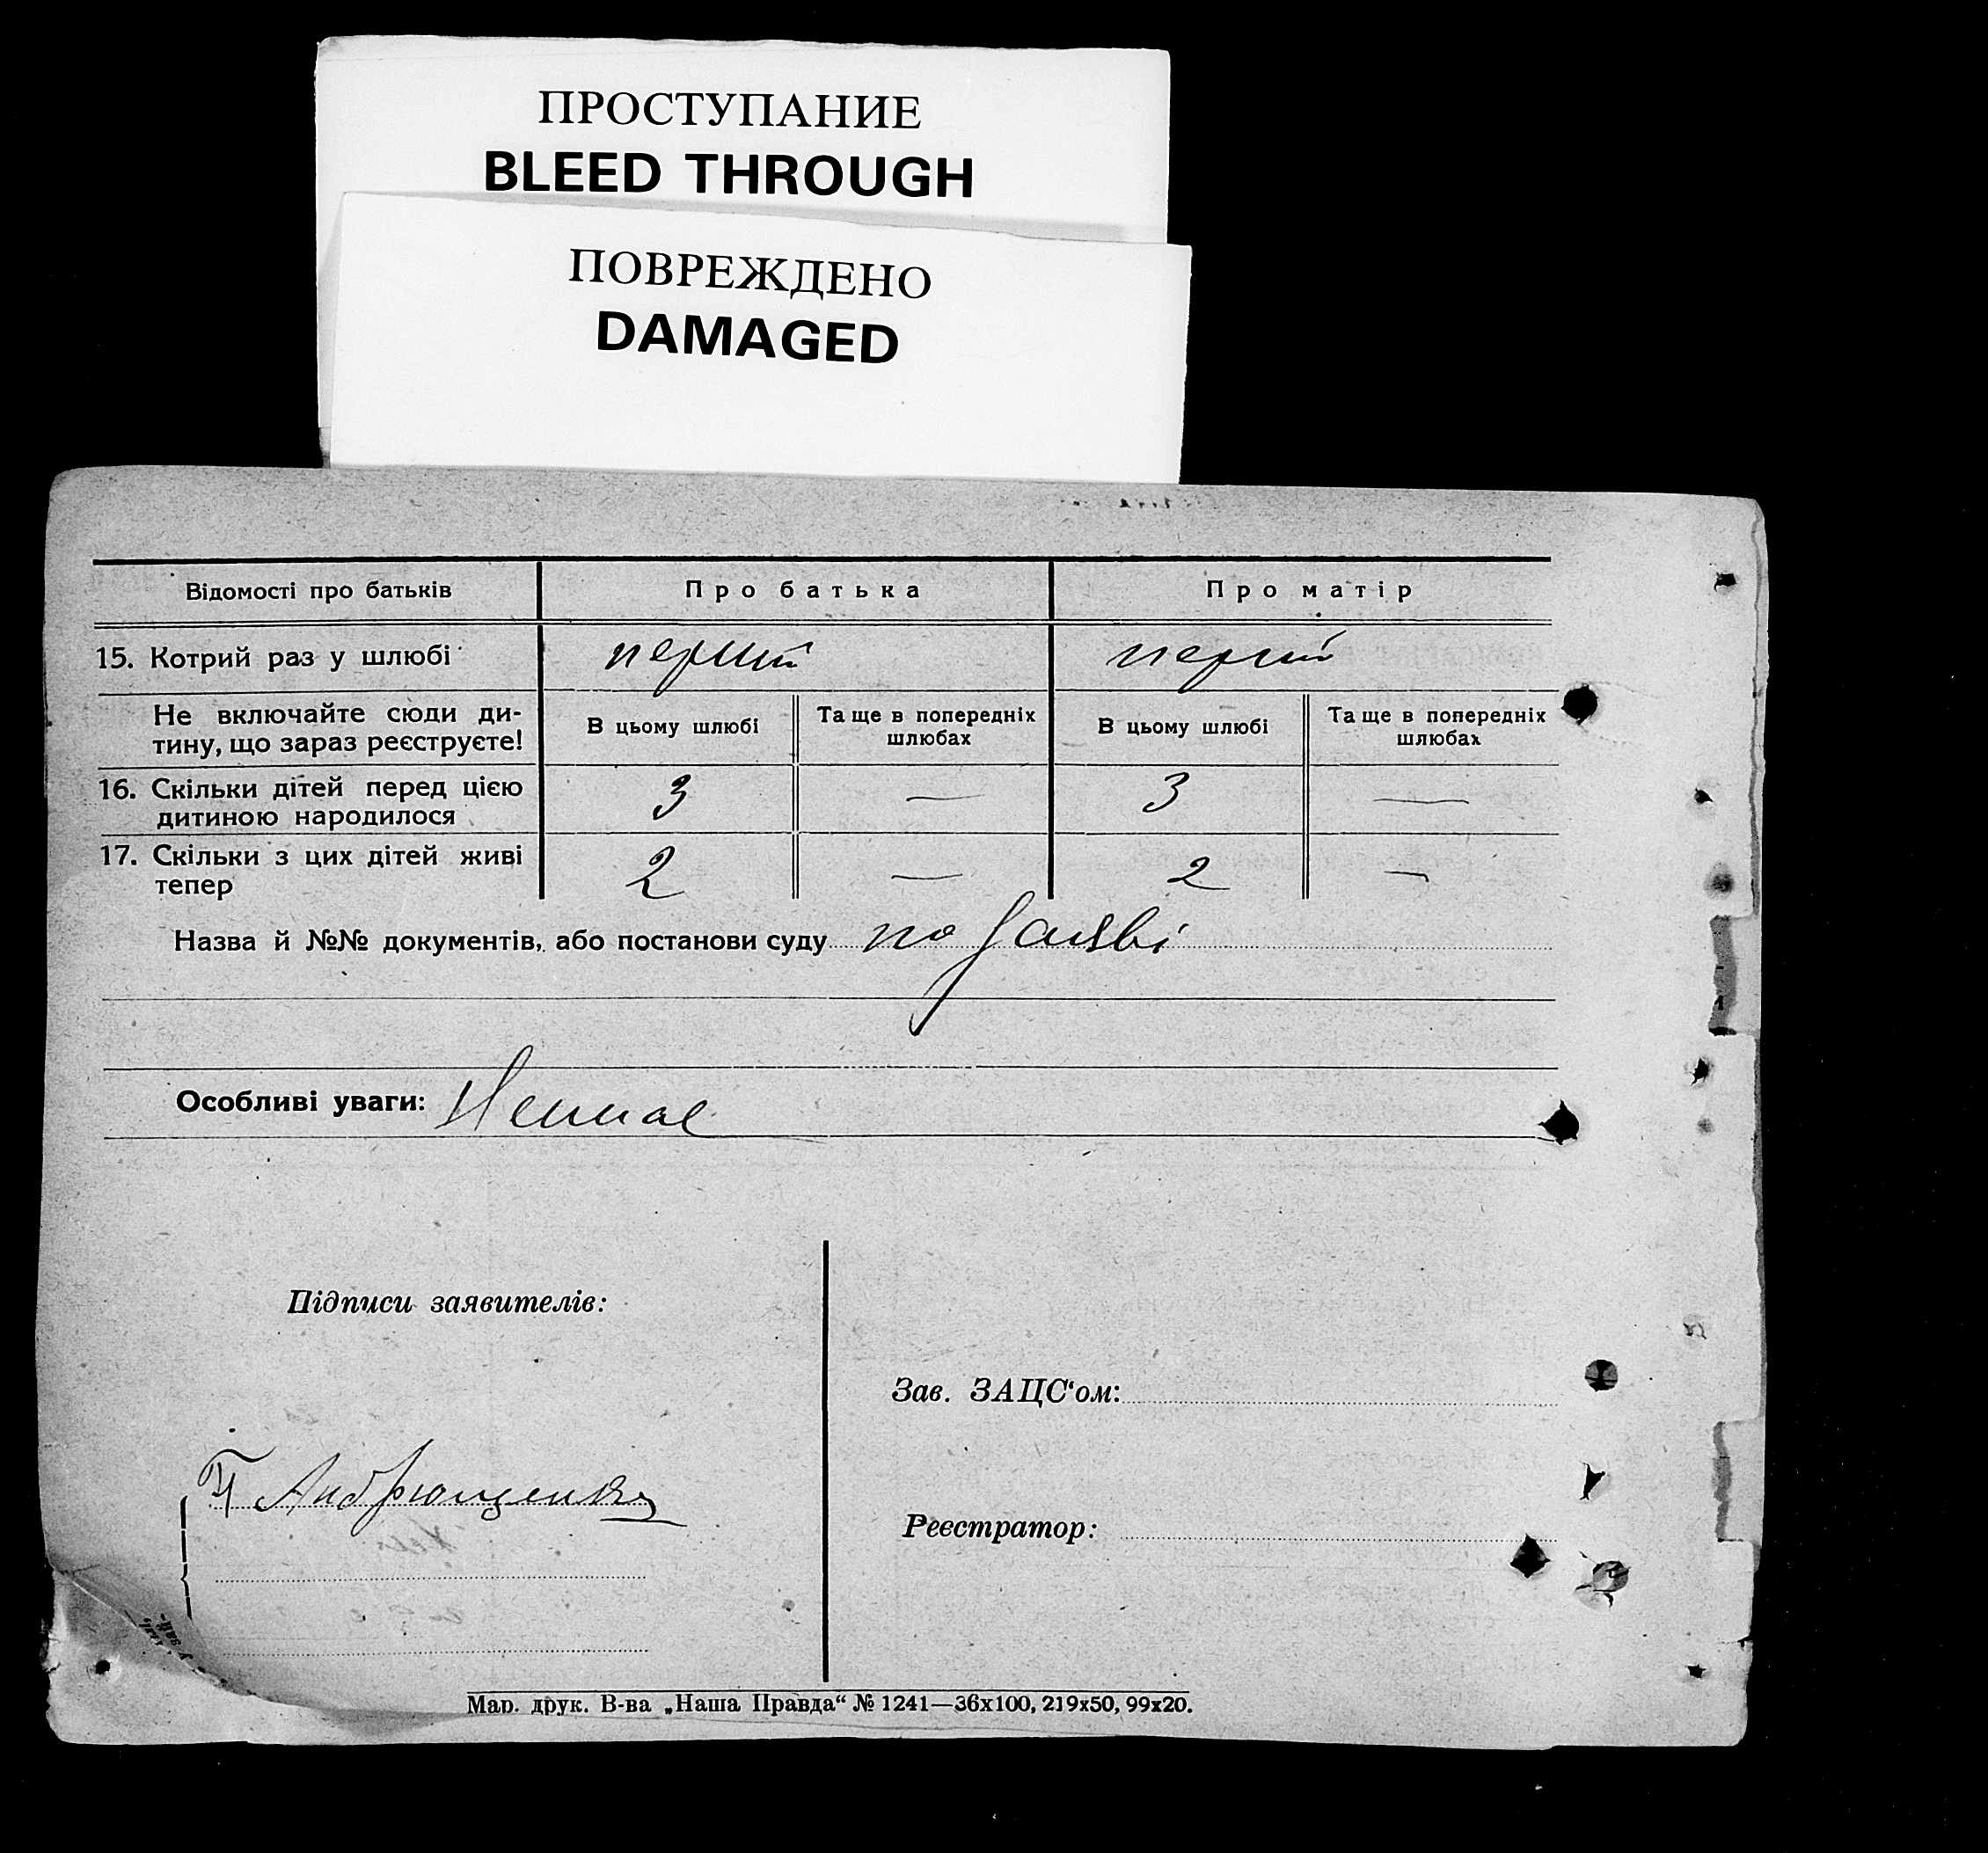 ПРОСТУПАНИЕ
BLEED THROUGH
ПОВРЕЖДЕНО
DAMAGED
Відомості про батьків Про батька Про матір
15. Котрий раз у шлюбі перший перший
Не включайте сюди ди-
тину, що зараз реєструєте!
В цьому шлюбі
Та ще в попередніх
шлюбах
В цьому шлюбі
Та ще в попередніх
шлюбах
16. Скільки дітей перед цією
дитиною народилося
3 — 3 —
17. Скільки з цих дітей живі
тепер
2 — 2 —
Назва й №№ документів, або постанови суду по заяві
Особливі уваги: Немає
Підписи заявителів:
Зав. ЗАЦС‘ом:
Андрющенко
Реєстратор:
Мар. друк. В-ва „Наша Правда“ № 1241—36х100, 219х50, 99х20.